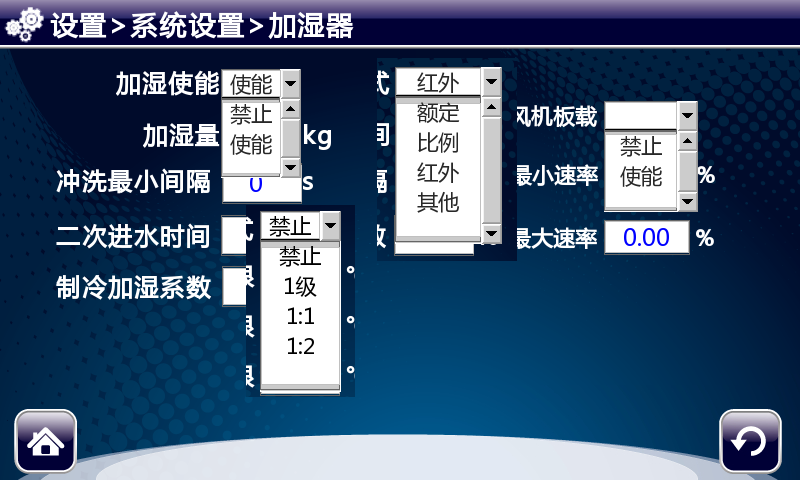 设置>系统设置>加湿器
加湿使能 使能 式 红外
禁止
使能
额定
比例
红外
其他
加湿量 kg 间 风机板载
禁止
使能
冲洗最小间隔 0 s 隔 最小速率 %
二次进水时间 式 禁止 数 最大速率 0.00 %
禁止
1级
1:1
1:2
制冷加湿系数 限 °
限 °
限 °